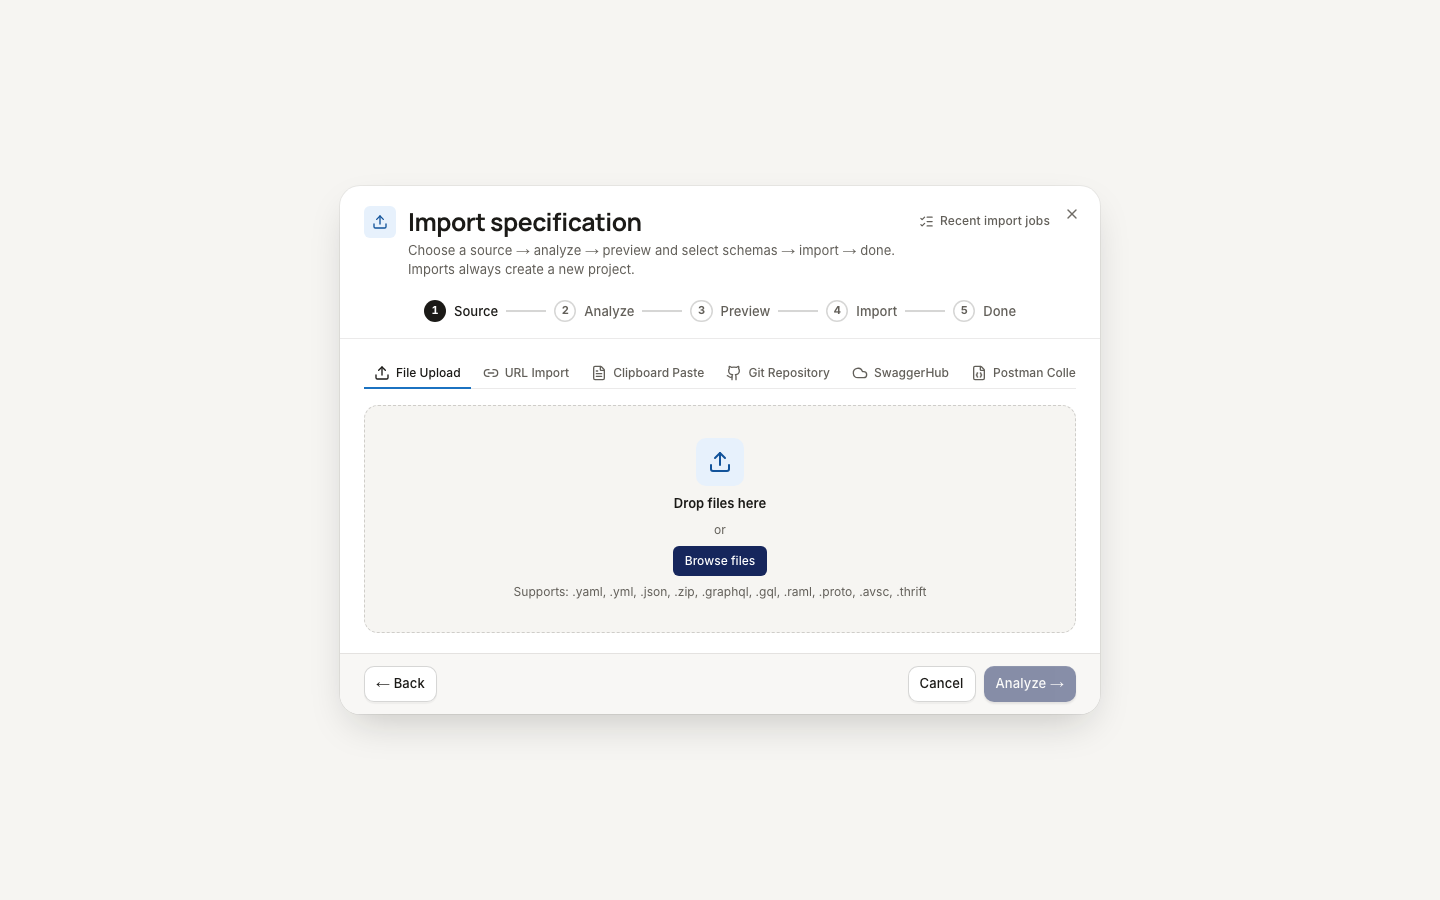 Import specification
Recent import jobs
Choose a source → analyze → preview and select schemas → import → done.
Imports always create a new project.
1 Source 2 Analyze 3 Preview 4 Import 5 Done
File Upload URL Import Clipboard Paste Git Repository SwaggerHub Postman Colle
Drop files here
or
Browse files
Supports: .yaml, .yml, .json, .zip, .graphql, .gql, .raml, .proto, .avsc, .thrift
← Back Cancel Analyze →